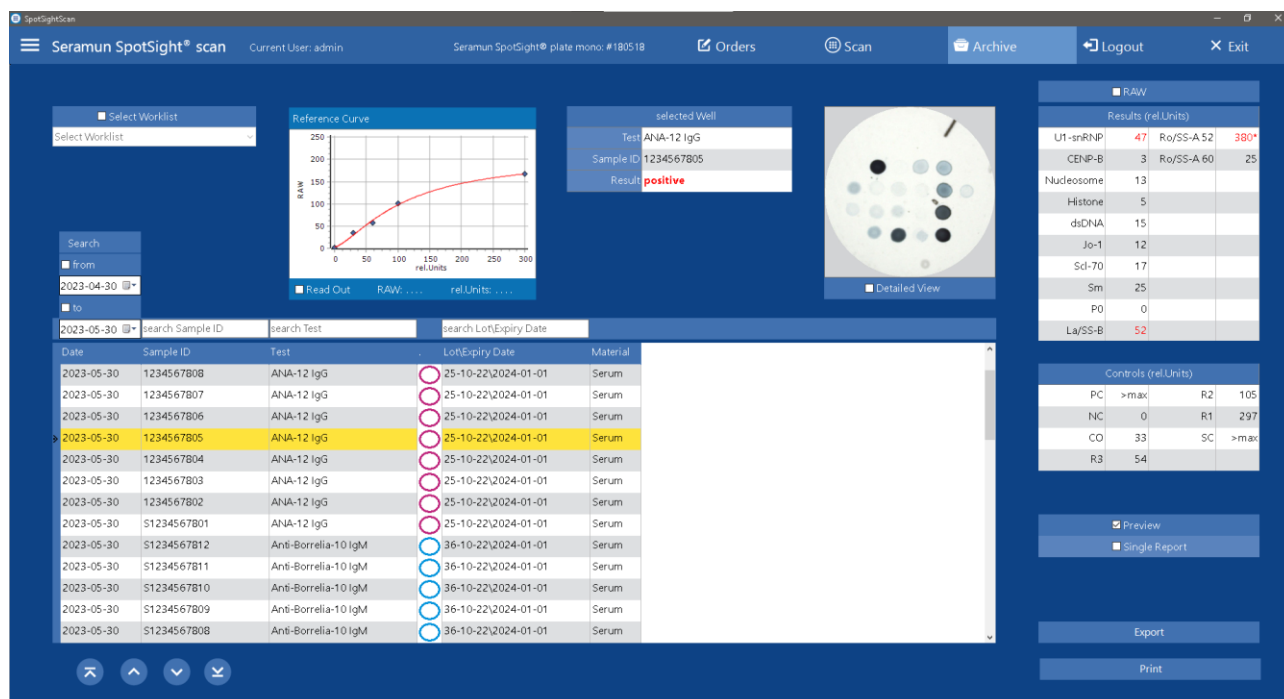 SpotSightScan
Seramun SpotSight® scan Current User: admin Seramun SpotSight® plate mono: #180518 Orders Scan Archive Logout Exit
RAW
Select Worklist
Select Worklist
Reference Curve
250
200
150
100
50
0
RAW
0 50 100 150 200 250 300
rel.Units
Read Out RAW: .... rel.Units: ....
selected Well
Test ANA-12 IgG
Sample ID 1234567805
Result positive
Detailed View
Results (rel.Units)
U1-snRNP 47 Ro/SS-A 52 380*
CENP-B 3 Ro/SS-A 60 25
Nucleosome 13
Histone 5
dsDNA 15
Jo-1 12
Scl-70 17
Sm 25
P0 0
La/SS-B 52
Search
from
2023-04-30
to
2023-05-30 search Sample ID search Test search Lot\Expiry Date
Date Sample ID Test . Lot\Expiry Date Material
2023-05-30 1234567808 ANA-12 IgG 25-10-22\2024-01-01 Serum
2023-05-30 1234567807 ANA-12 IgG 25-10-22\2024-01-01 Serum
2023-05-30 1234567806 ANA-12 IgG 25-10-22\2024-01-01 Serum
2023-05-30 1234567805 ANA-12 IgG 25-10-22\2024-01-01 Serum
2023-05-30 1234567804 ANA-12 IgG 25-10-22\2024-01-01 Serum
2023-05-30 1234567803 ANA-12 IgG 25-10-22\2024-01-01 Serum
2023-05-30 1234567802 ANA-12 IgG 25-10-22\2024-01-01 Serum
2023-05-30 S1234567801 ANA-12 IgG 25-10-22\2024-01-01 Serum
2023-05-30 S1234567812 Anti-Borrelia-10 IgM 36-10-22\2024-01-01 Serum
2023-05-30 S1234567811 Anti-Borrelia-10 IgM 36-10-22\2024-01-01 Serum
2023-05-30 S1234567810 Anti-Borrelia-10 IgM 36-10-22\2024-01-01 Serum
2023-05-30 S1234567809 Anti-Borrelia-10 IgM 36-10-22\2024-01-01 Serum
2023-05-30 S1234567808 Anti-Borrelia-10 IgM 36-10-22\2024-01-01 Serum
Controls (rel.Units)
PC >max R2 105
NC 0 R1 297
CO 33 SC >max
R3 54
Preview
Single Report
Export
Print